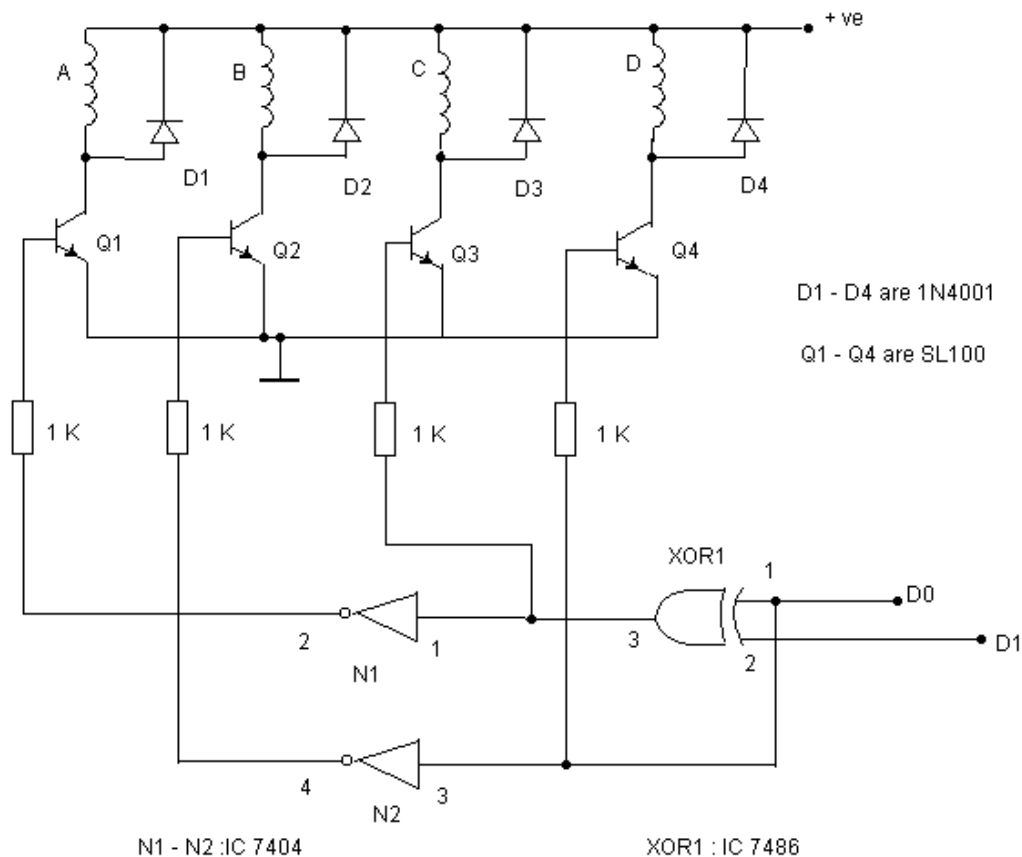 + ve
A
B
C
D
D1
D2
D3
D4
Q1
Q2
Q3
Q4
D1 - D4 are 1N4001
Q1 - Q4 are SL100
1 K
1 K
1 K
1 K
XOR1
1
D0
2
D1
3
2
1
N1
4
3
N2
N1 - N2 :IC 7404
XOR1 : IC 7486